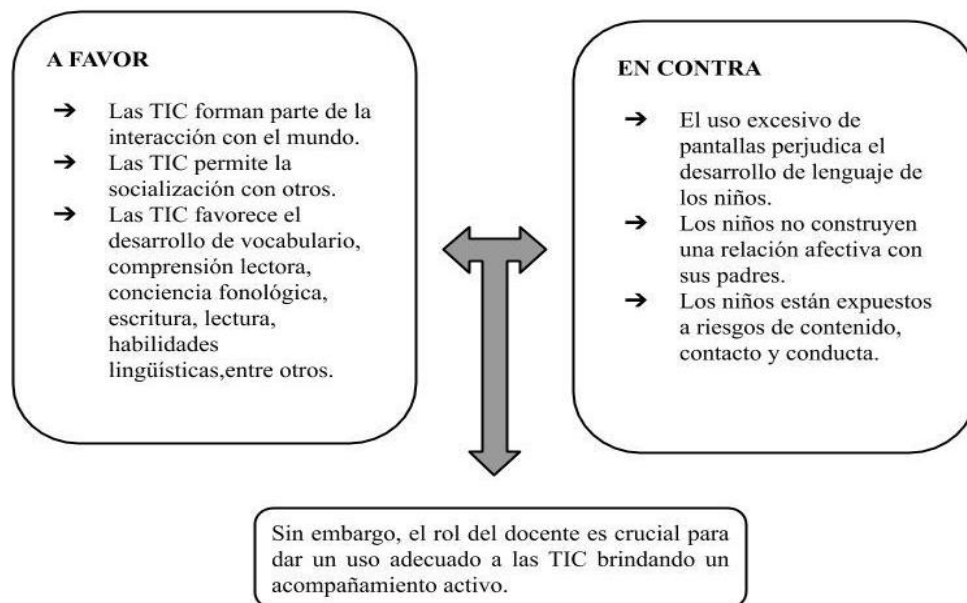 A FAVOR
➔ Las TIC forman parte de la
interacción con el mundo.
➔ Las TIC permite la
socialización con otros.
➔ Las TIC favorece el
desarrollo de vocabulario,
comprensión lectora,
conciencia fonológica,
escritura, lectura,
habilidades
lingüísticas,entre otros.
EN CONTRA
➔ El uso excesivo de
pantallas perjudica el
desarrollo de lenguaje de
los niños.
➔ Los niños no construyen
una relación afectiva con
sus padres.
➔ Los niños están expuestos
a riesgos de contenido,
contacto y conducta.
Sin embargo, el rol del docente es crucial para
dar un uso adecuado a las TIC brindando un
acompañamiento activo.